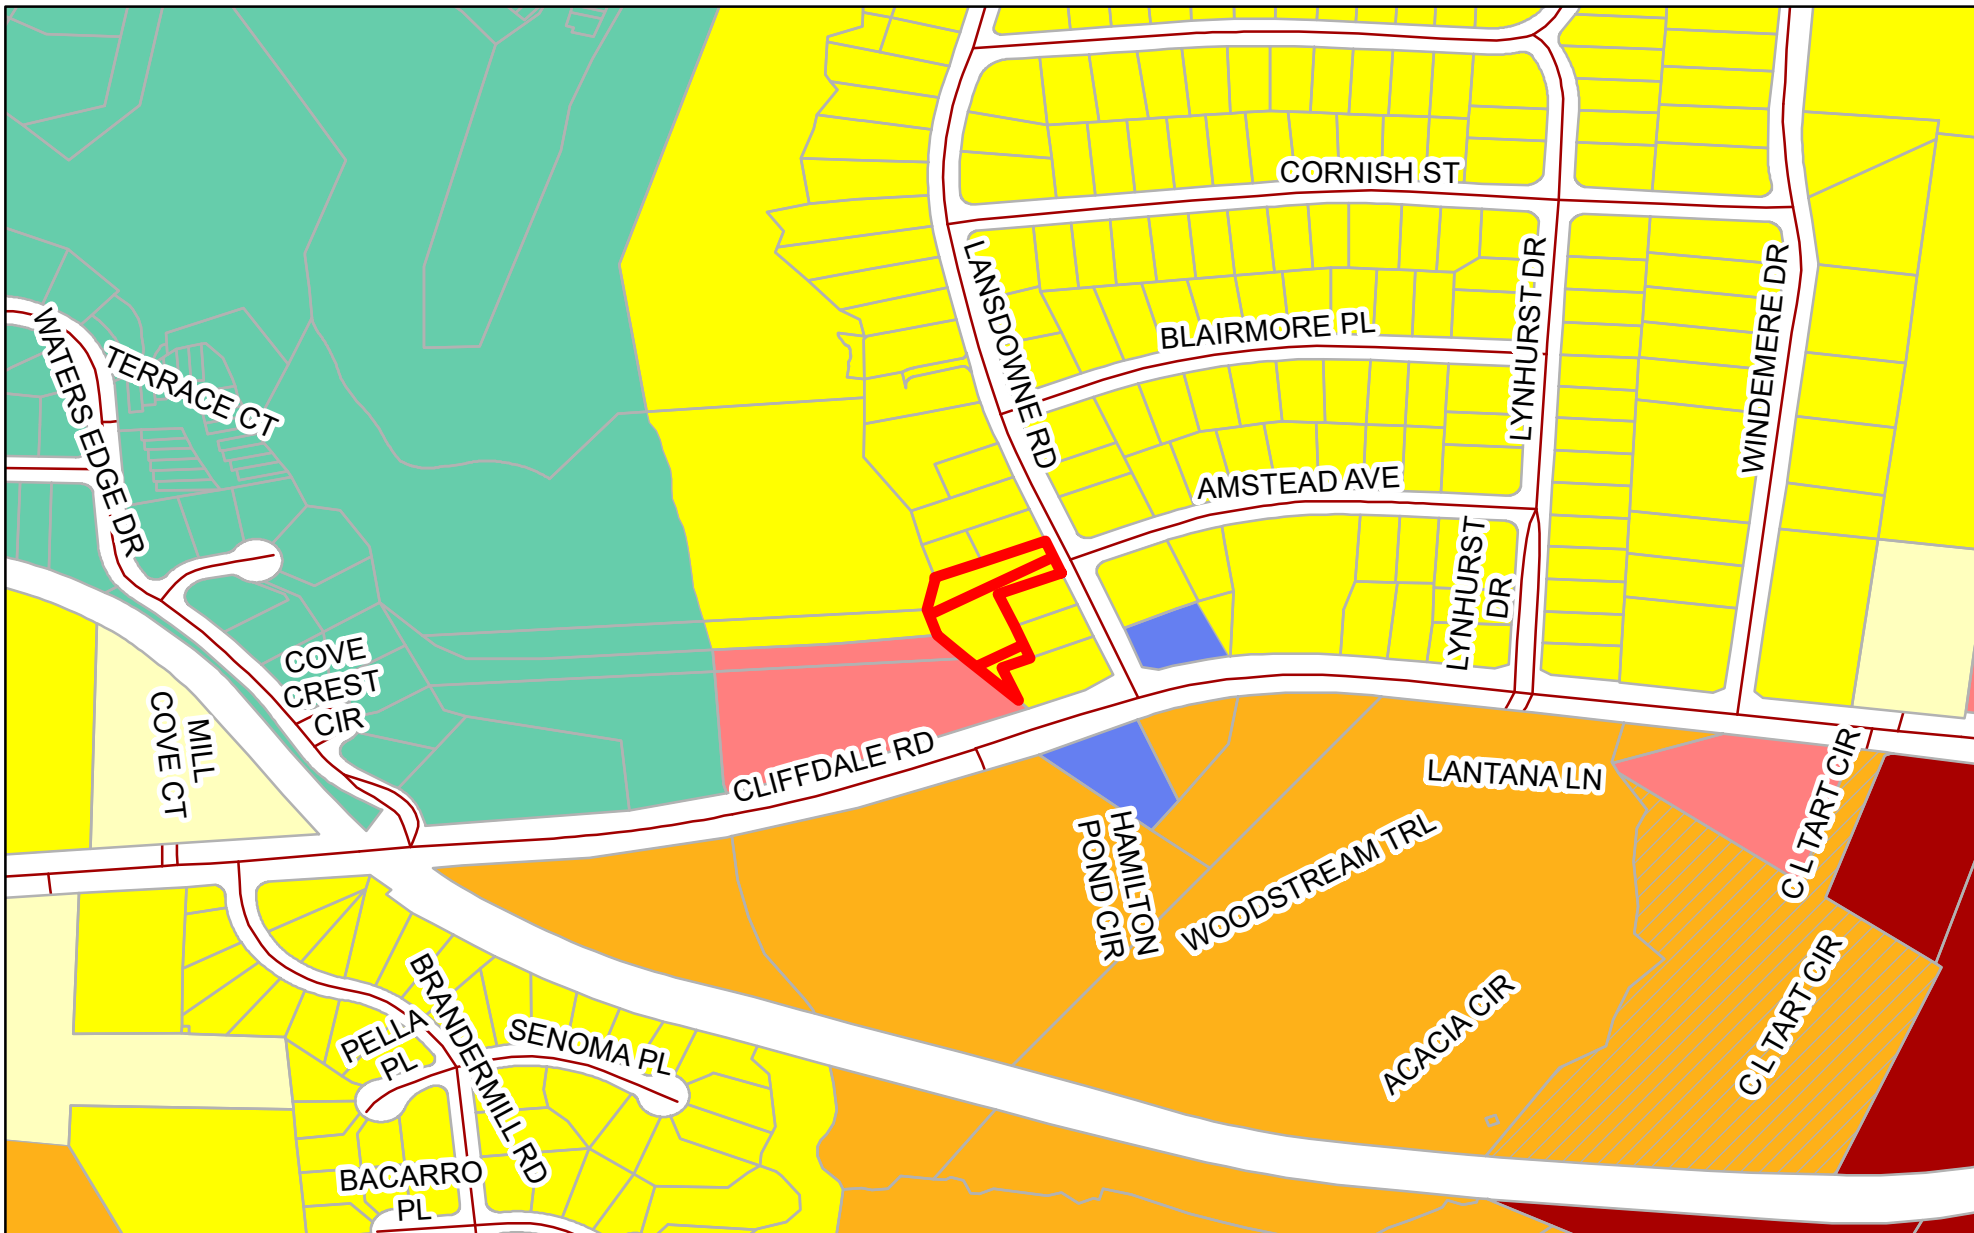 CORNISH ST
LANSDOWNE RD
LYNHURST DR
WINDEMERE DR
BLAIRMORE PL
WATERS EDGE DR
TERRACE CT
AMSTEAD AVE
LYNHURST
DR
COVE
CREST
CIR
MILL
COVE CT
CLIFFDALE RD
LANTANA LN
C L TART CIR
HAMILTON
POND CIR
WOODSTREAM TRL
C L TART CIR
ACACIA CIR
BRANDERMILL RD
PELLA
PL
SENOMA PL
BACARRO
PL